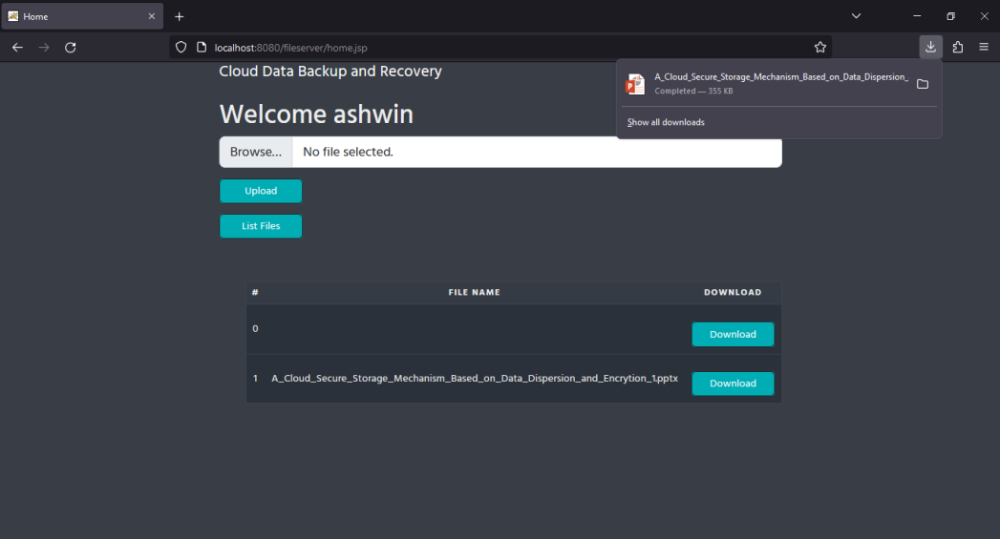 Home
localhost:8080/fileserver/home.jsp
Cloud Data Backup and Recovery
A_Cloud_Secure_Storage_Mechanism_Based_on_Data_Dispersion_
Completed — 355 KB
Show all downloads
Welcome ashwin
Browse... No file selected.
Upload
List Files
# FILE NAME DOWNLOAD
0 Download
1 A_Cloud_Secure_Storage_Mechanism_Based_on_Data_Dispersion_and_Encrytion_1.pptx Download